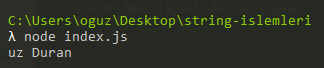 C:\Users\oguz\Desktop\string-islemleri
λ node index.js
uz Duran